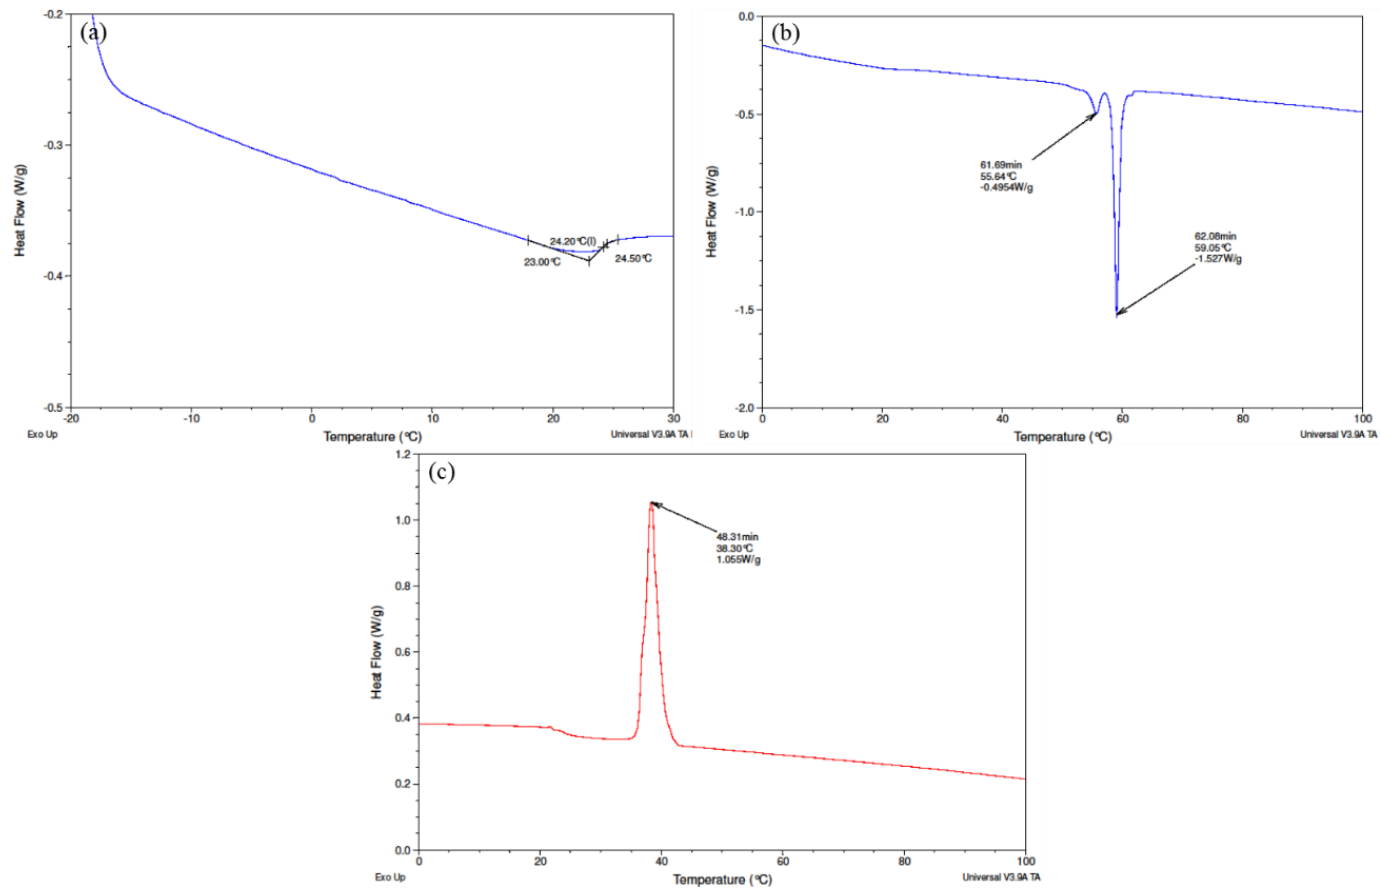 (a)
-0.2
-0.3
-0.4
-0.5
Heat Flow (W/g)
24.20°C(I)
23.00°C
24.50°C
-20
-10
0
10
20
30
Exo Up
Temperature (°C)
Universal V3.9A TA I
(b)
0.0
-0.5
-1.0
-1.5
-2.0
Heat Flow (W/g)
61.69min
55.64°C
-0.4954W/g
62.08min
59.05°C
-1.527W/g
0
20
40
60
80
100
Exo Up
Temperature (°C)
Universal V3.9A TA
(c)
1.2
1.0
0.8
0.6
0.4
0.2
0.0
Heat Flow (W/g)
48.31min
38.30°C
1.055W/g
0
20
40
60
80
100
Exo Up
Temperature (°C)
Universal V3.9A TA